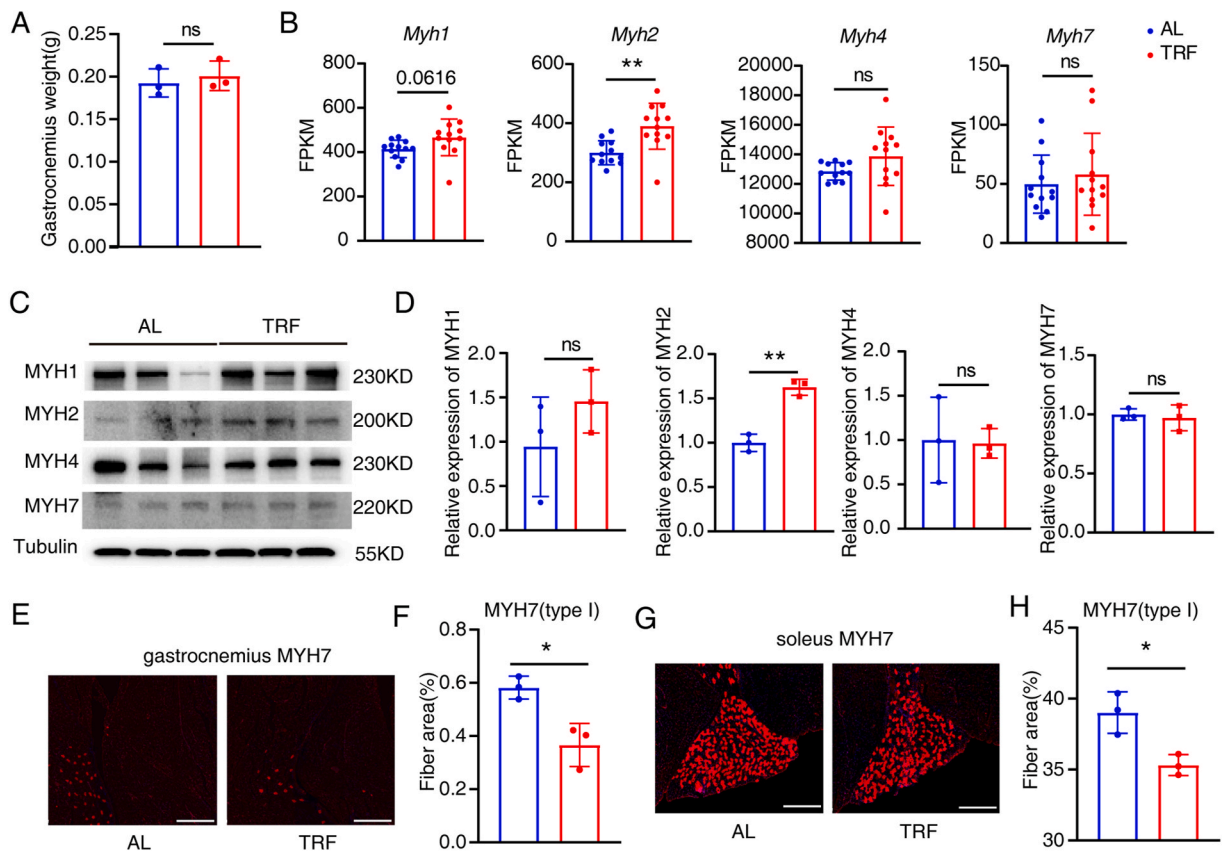 A
Gastrocnemius weight(g)
0.25
0.20
0.15
0.10
0.05
0.00
ns
B
Myh1
FPKM
800
600
400
200
0
0.0616
Myh2
FPKM
600
400
200
0
**
Myh4
FPKM
20000
18000
16000
14000
12000
10000
8000
ns
Myh7
FPKM
150
100
50
0
ns
AL
TRF
C
AL TRF
MYH1 230KD
MYH2 200KD
MYH4 230KD
MYH7 220KD
Tubulin 55KD
D
Relative expression of MYH1
2.0
1.5
1.0
0.5
0.0
ns
Relative expression of MYH2
2.0
1.5
1.0
0.5
0.0
**
Relative expression of MYH4
2.0
1.5
1.0
0.5
0.0
ns
Relative expression of MYH7
1.5
1.0
0.5
0.0
ns
E
gastrocnemius MYH7
AL TRF
F
MYH7(type I)
Fiber area(%)
0.8
0.6
0.4
0.2
0.0
*
G
soleus MYH7
AL TRF
H
MYH7(type I)
Fiber area(%)
45
40
35
30
*